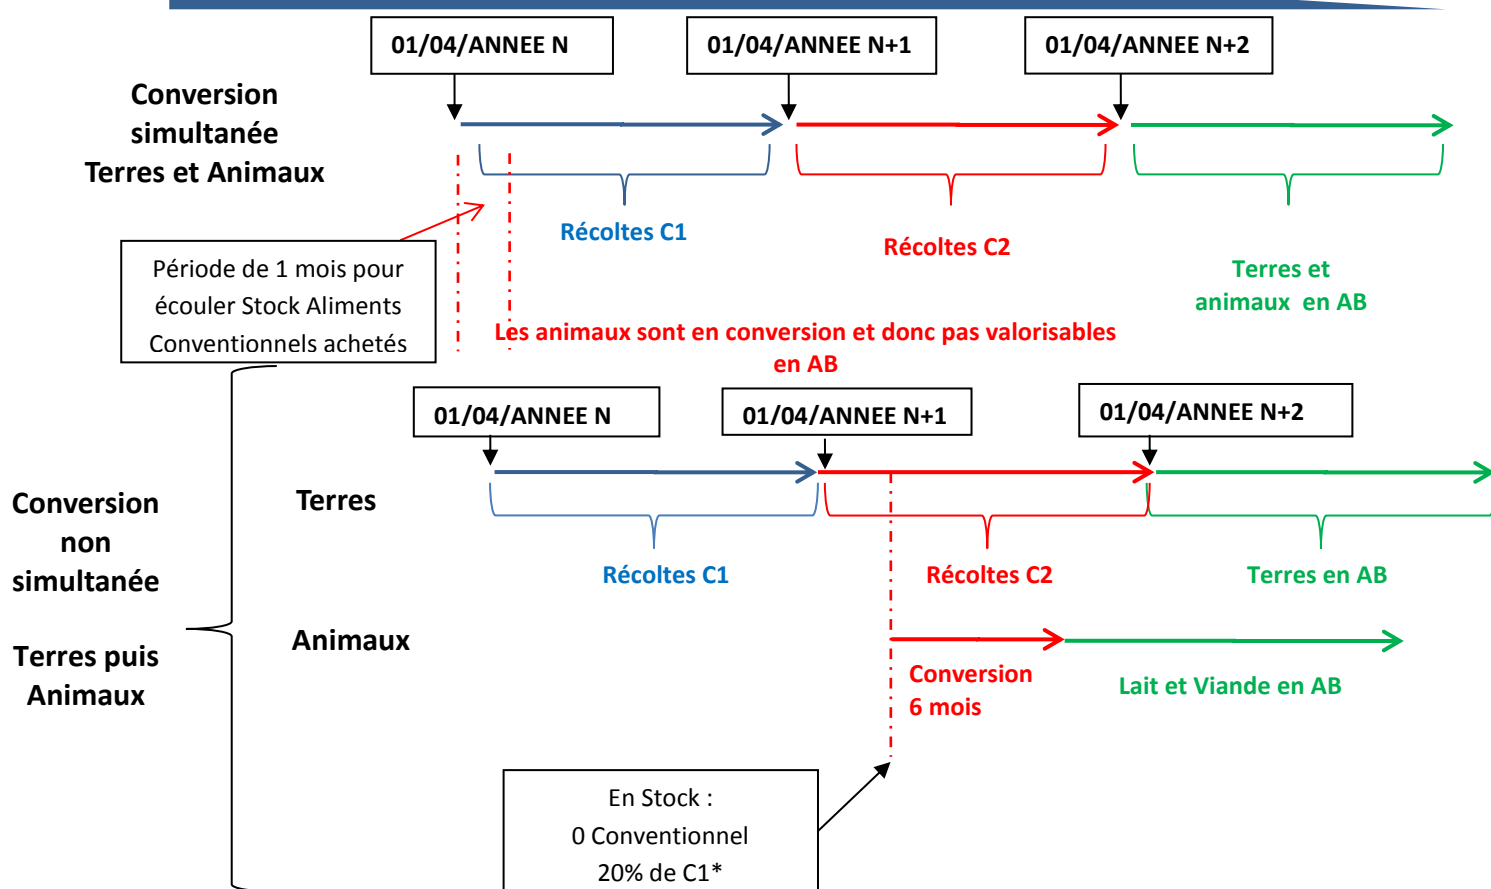 01/04/ANNEE N
01/04/ANNEE N+1
01/04/ANNEE N+2
Conversion
simultanée
Terres et Animaux
Récoltes C1
Récoltes C2
Terres et
animaux en AB
Période de 1 mois pour
écouler Stock Aliments
Conventionnels achetés
Les animaux sont en conversion et donc pas valorisables
en AB
01/04/ANNEE N
01/04/ANNEE N+1
01/04/ANNEE N+2
Conversion
non
simultanée
Terres puis
Animaux
Terres
Récoltes C1
Récoltes C2
Terres en AB
Animaux
Conversion
6 mois
Lait et Viande en AB
En Stock :
0 Conventionnel
20% de C1*